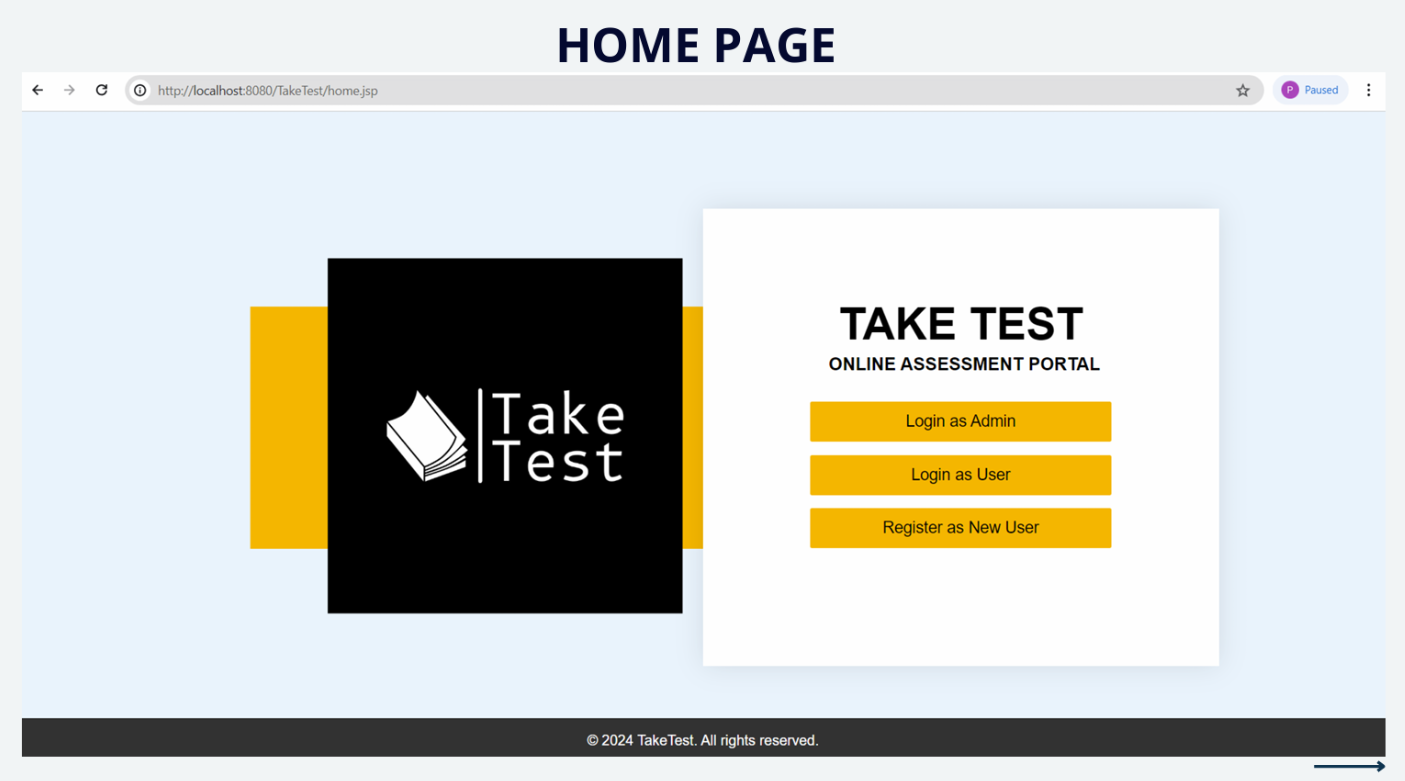 HOME PAGE
http://localhost:8080/TakeTest/home.jsp
P Paused
Take
Test
TAKE TEST
ONLINE ASSESSMENT PORTAL
Login as Admin
Login as User
Register as New User
© 2024 TakeTest. All rights reserved.